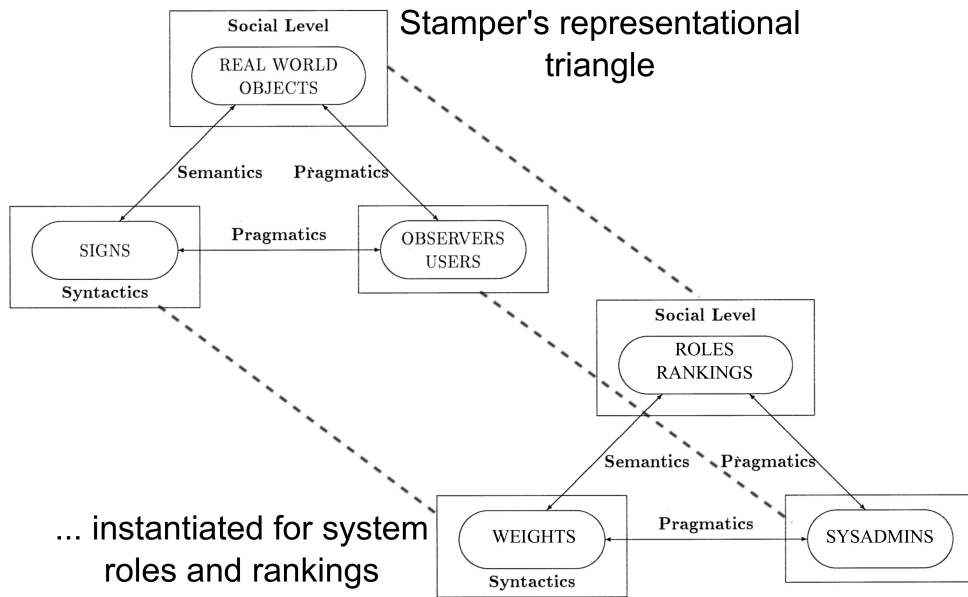 Stamper's representational
triangle
Social Level
REAL WORLD
OBJECTS
Semantics
Pragmatics
SIGNS
Pragmatics
OBSERVERS
USERS
Syntactics
Social Level
ROLES
RANKINGS
Semantics
Pragmatics
... instantiated for system
roles and rankings
WEIGHTS
Pragmatics
SYSADMINS
Syntactics